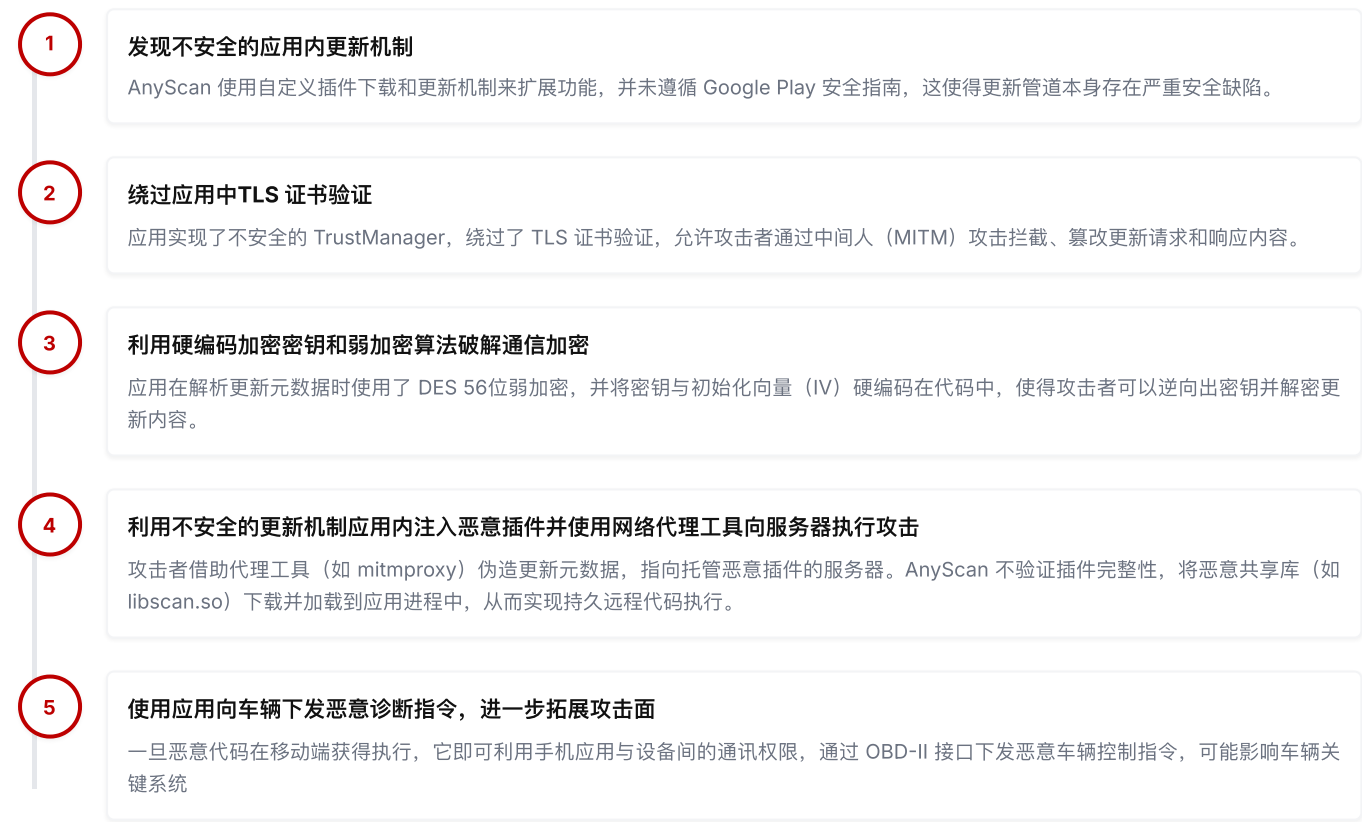 1
发现不安全的应用内更新机制
AnyScan 使用自定义插件下载和更新机制来扩展功能，并未遵循 Google Play 安全指南，这使得更新管道本身存在严重安全缺陷。
2
绕过应用中TLS 证书验证
应用实现了不安全的 TrustManager，绕过了 TLS 证书验证，允许攻击者通过中间人（MITM）攻击拦截、篡改更新请求和响应内容。
3
利用硬编码加密密钥和弱加密算法破解通信加密
应用在解析更新元数据时使用了 DES 56位弱加密，并将密钥与初始化向量（IV）硬编码在代码中，使得攻击者可以逆向出密钥并解密更
新内容。
4
利用不安全的更新机制应用内注入恶意插件并使用网络代理工具向服务器执行攻击
攻击者借助代理工具（如 mitmproxy）伪造更新元数据，指向托管恶意插件的服务器。AnyScan 不验证插件完整性，将恶意共享库（如
libscan.so）下载并加载到应用进程中，从而实现持久远程代码执行。
5
使用应用向车辆下发恶意诊断指令，进一步拓展攻击面
一旦恶意代码在移动端获得执行，它即可利用手机应用与设备间的通讯权限，通过 OBD-II 接口下发恶意车辆控制指令，可能影响车辆关
键系统